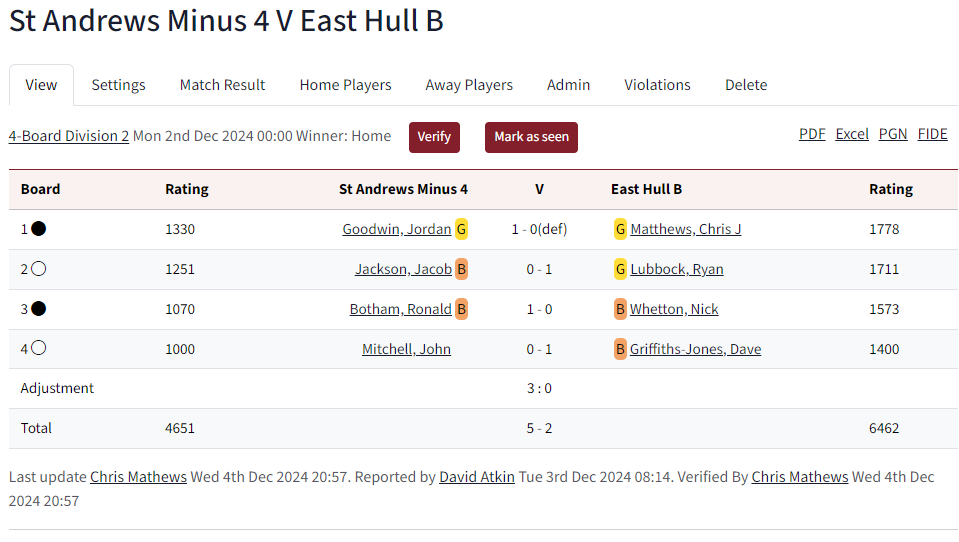 St Andrews Minus 4 V East Hull B
View Settings Match Result Home Players Away Players Admin Violations Delete
4-Board Division 2 Mon 2nd Dec 2024 00:00 Winner: Home Verify Mark as seen PDF Excel PGN FIDE
Board Rating St Andrews Minus 4 V East Hull B Rating
1 1330 Goodwin, Jordan G 1 - 0(def) G Matthews, Chris J 1778
2 1251 Jackson, Jacob B 0 - 1 G Lubbock, Ryan 1711
3 1070 Botham, Ronald B 1 - 0 B Whetton, Nick 1573
4 1000 Mitchell, John 0 - 1 B Griffiths-Jones, Dave 1400
Adjustment 3 : 0
Total 4651 5 - 2 6462
Last update Chris Mathews Wed 4th Dec 2024 20:57. Reported by David Atkin Tue 3rd Dec 2024 08:14. Verified By Chris Mathews Wed 4th Dec
2024 20:57